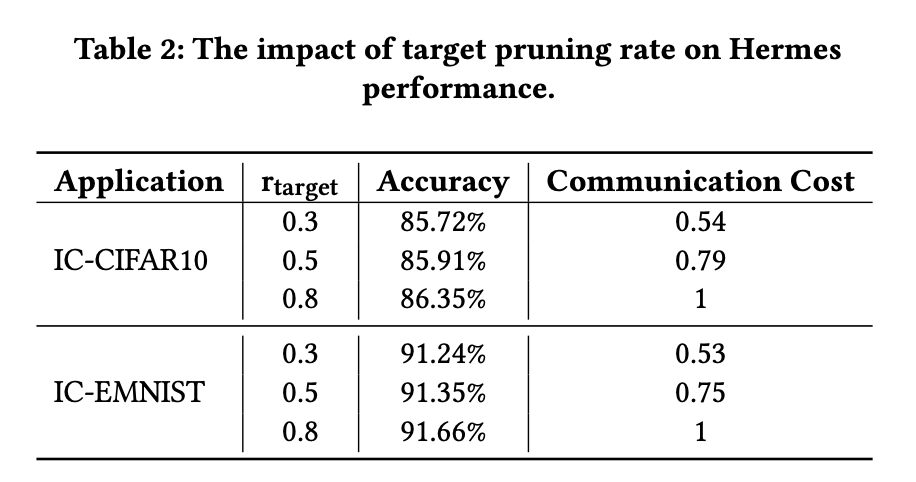 Table 2: The impact of target pruning rate on Hermes
performance.
Application rtarget Accuracy Communication Cost
0.3 85.72% 0.54
IC-CIFAR10 0.5 85.91% 0.79
0.8 86.35% 1
0.3 91.24% 0.53
IC-EMNIST 0.5 91.35% 0.75
0.8 91.66% 1